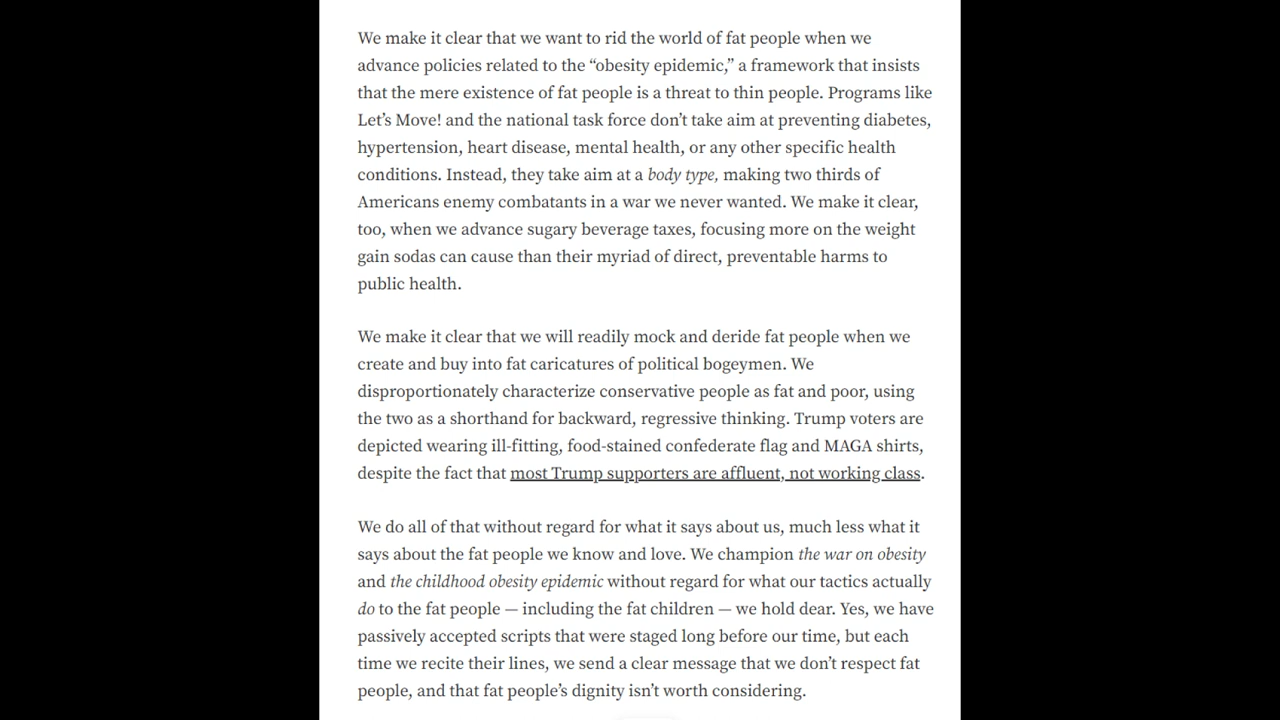 We make it clear that we want to rid the world of fat people when we
advance policies related to the “obesity epidemic,” a framework that insists
that the mere existence of fat people is a threat to thin people. Programs like
Let’s Move! and the national task force don’t take aim at preventing diabetes,
hypertension, heart disease, mental health, or any other specific health
conditions. Instead, they take aim at a body type, making two thirds of
Americans enemy combatants in a war we never wanted. We make it clear,
too, when we advance sugary beverage taxes, focusing more on the weight
gain sodas can cause than their myriad of direct, preventable harms to
public health.
We make it clear that we will readily mock and deride fat people when we
create and buy into fat caricatures of political bogeymen. We
disproportionately characterize conservative people as fat and poor, using
the two as a shorthand for backward, regressive thinking. Trump voters are
depicted wearing ill-fitting, food-stained confederate flag and MAGA shirts,
despite the fact that most Trump supporters are affluent, not working class.
We do all of that without regard for what it says about us, much less what it
says about the fat people we know and love. We champion the war on obesity
and the childhood obesity epidemic without regard for what our tactics actually
do to the fat people — including the fat children — we hold dear. Yes, we have
passively accepted scripts that were staged long before our time, but each
time we recite their lines, we send a clear message that we don’t respect fat
people, and that fat people’s dignity isn’t worth considering.